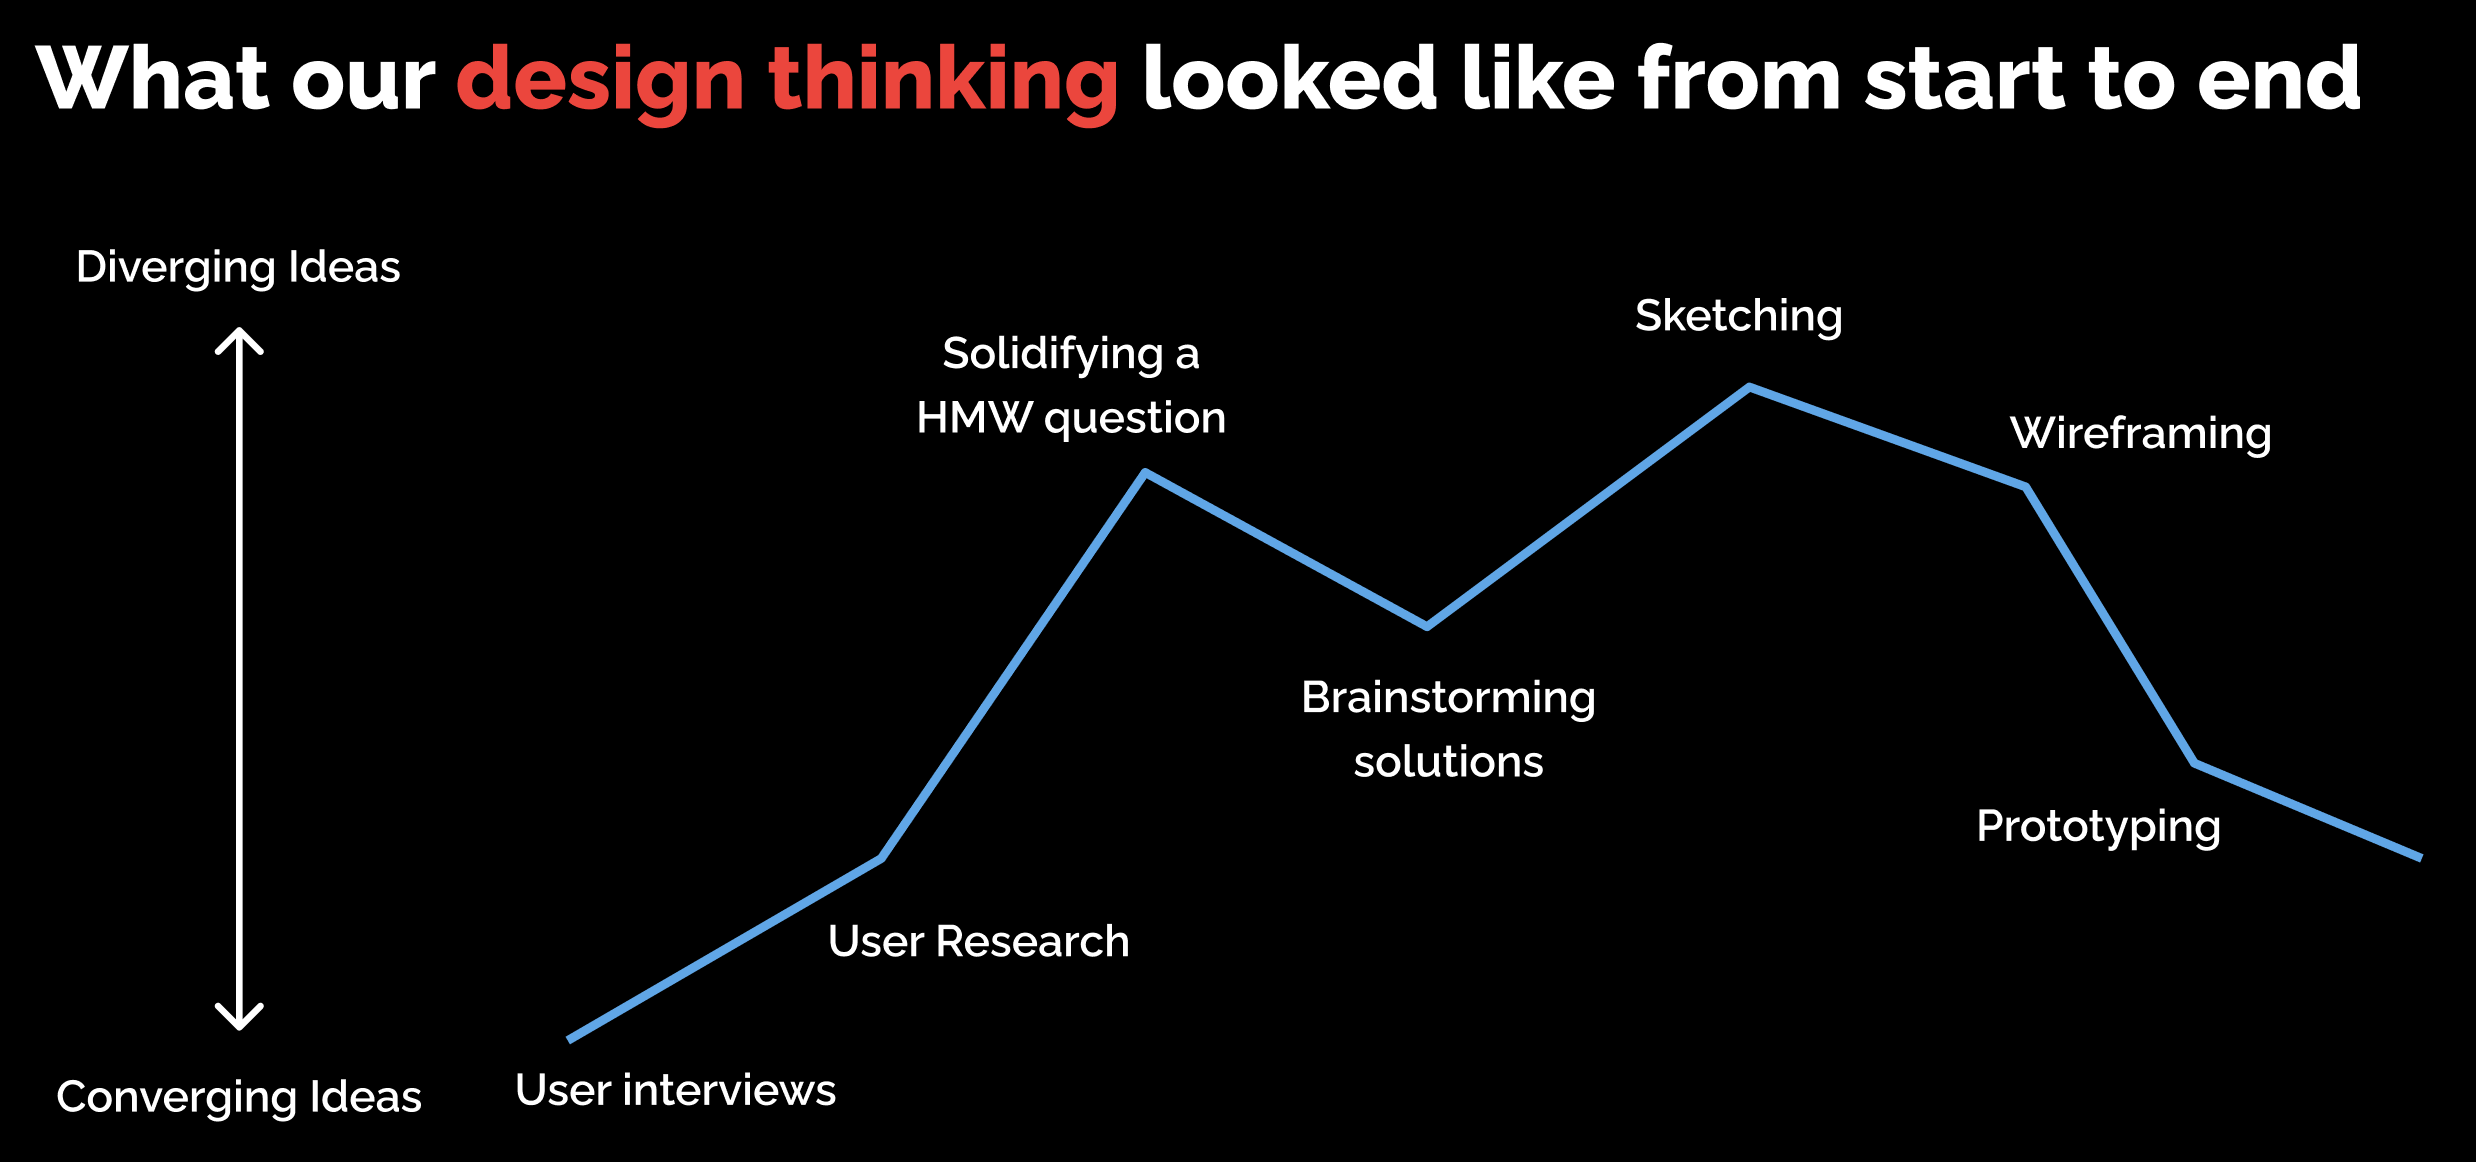 What our design thinking looked like from start to end
Diverging Ideas
Converging Ideas
User interviews
User Research
Solidifying a
HMW question
Brainstorming
solutions
Sketching
Wireframing
Prototyping